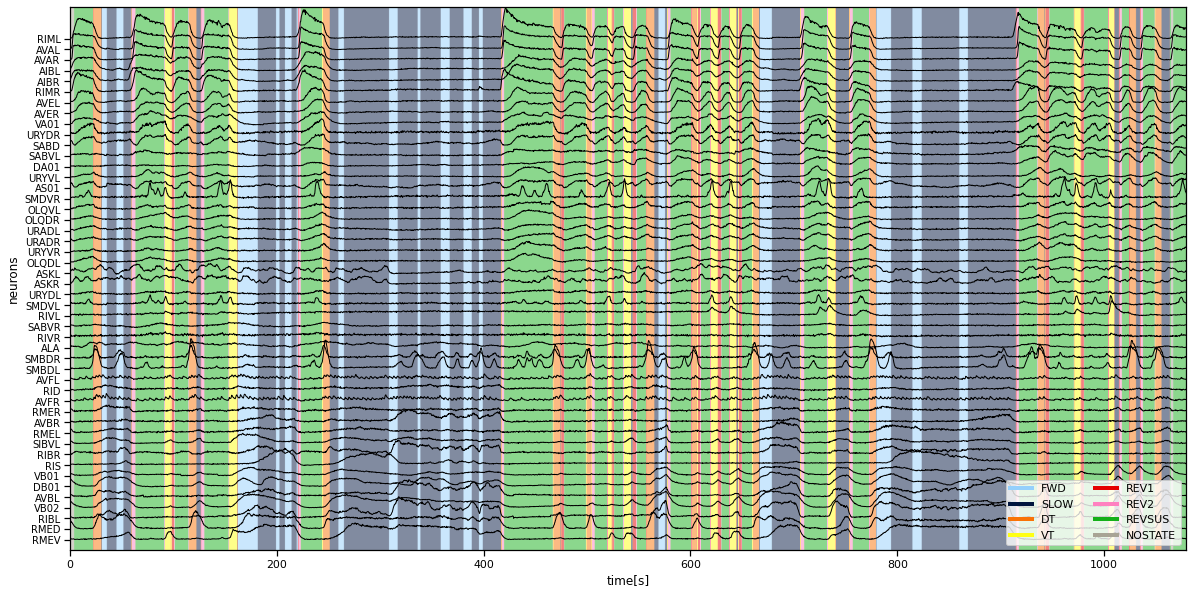 RIML
AVAL
AVAR
AIBL
AIBR
RIMR
AVEL
AVER
VA01
URYDR
SABD
SABVL
DA01
URYVL
AS01
SMDVR
OLQVL
OLQDR
URADL
URADR
URYVR
OLQDL
ASKL
ASKR
URYDL
SMDVL
RIVL
SABVR
RIVR
ALA
SMBDR
SMBDL
AVFL
RID
AVFR
RMER
AVBR
RMEL
SIBVL
RIBR
RIS
VB01
DB01
AVBL
VB02
RIBL
RMED
RMEV
neurons
FWD REV1
SLOW REV2
DT REVSUS
VT NOSTATE
0 200 400 600 800 1000
time[s]